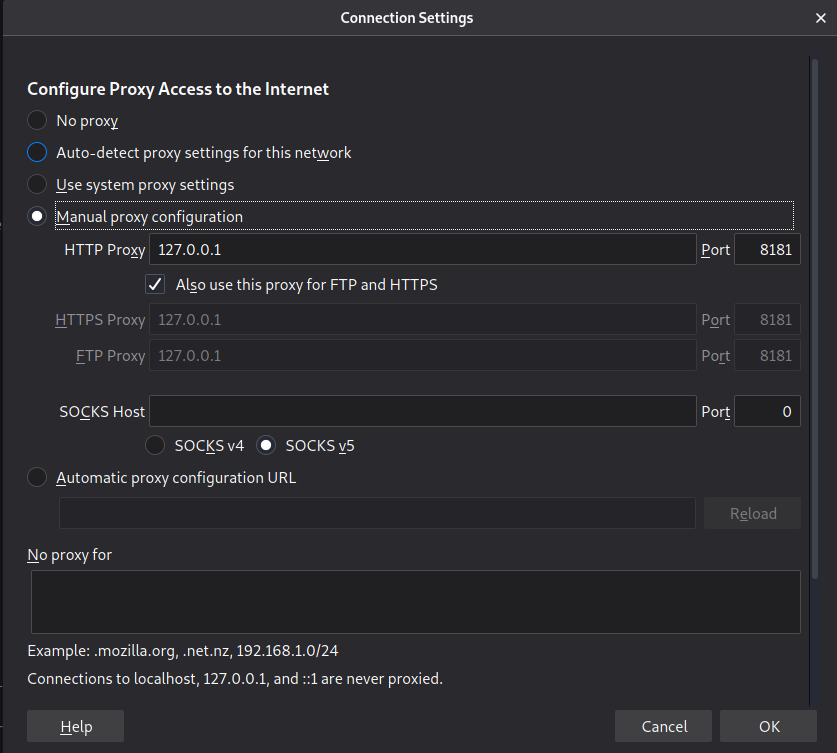 Connection Settings
Configure Proxy Access to the Internet
No proxy
Auto-detect proxy settings for this network
Use system proxy settings
Manual proxy configuration
HTTP Proxy 127.0.0.1 Port 8181
Also use this proxy for FTP and HTTPS
HTTPS Proxy 127.0.0.1 Port 8181
FTP Proxy 127.0.0.1 Port 8181
SOCKS Host Port 0
SOCKS v4 SOCKS v5
Automatic proxy configuration URL
Reload
No proxy for
Example: .mozilla.org, .net.nz, 192.168.1.0/24
Connections to localhost, 127.0.0.1, and ::1 are never proxied.
Help Cancel OK